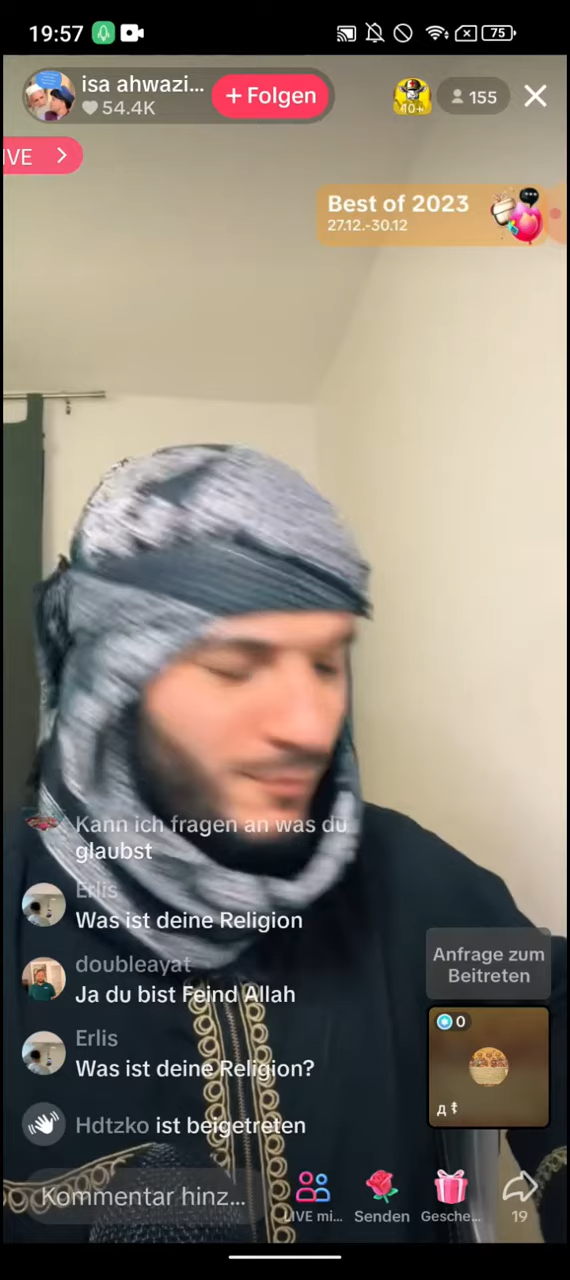 19:57
75
isa ahwazi...
54.4K
+ Folgen
10+
155
IVE
Best of 2023
27.12.-30.12
Kann ich fragen an was du
glaubst
Erlis
Was ist deine Religion
doubleayat
Ja du bist Feind Allah
Erlis
Was ist deine Religion?
Hdtzko ist beigetreten
Anfrage zum
Beitreten
0
Kommentar hinz...
LIVE mi...
Senden
Gesche...
19